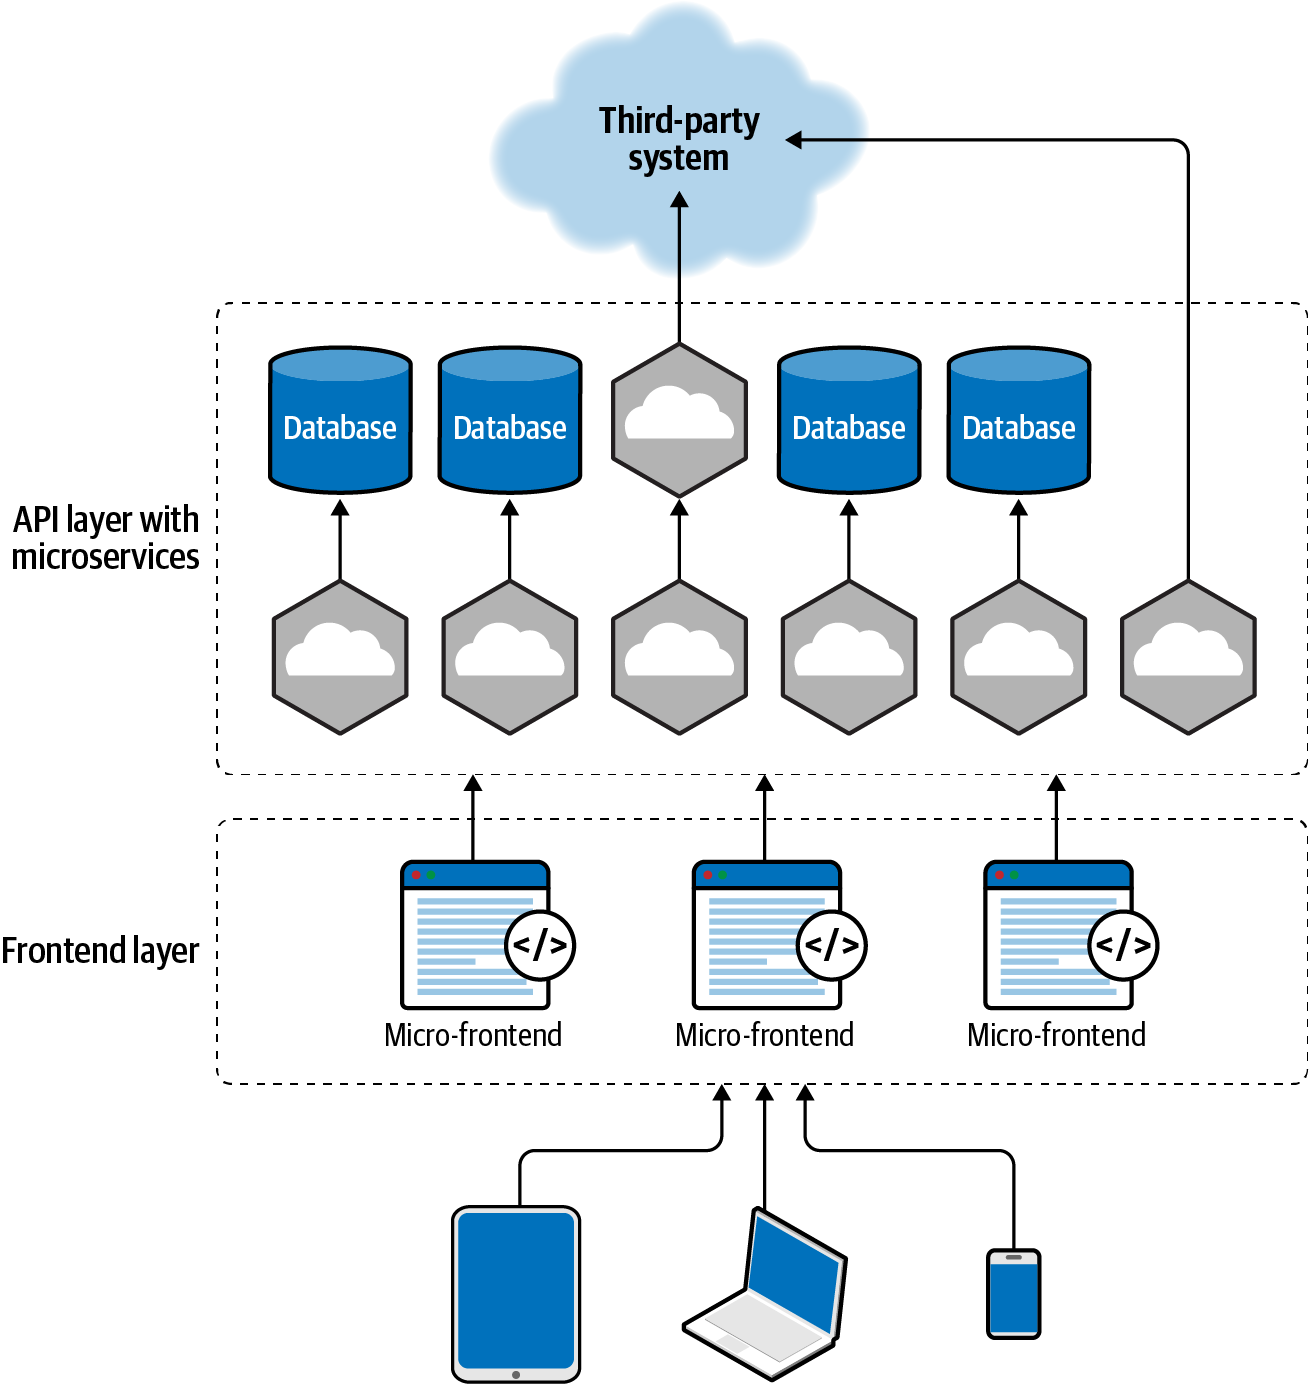 Third-party
system
Database
Database
Database
Database
API layer with
microservices
</>
</>
</>
Frontend layer
Micro-frontend
Micro-frontend
Micro-frontend